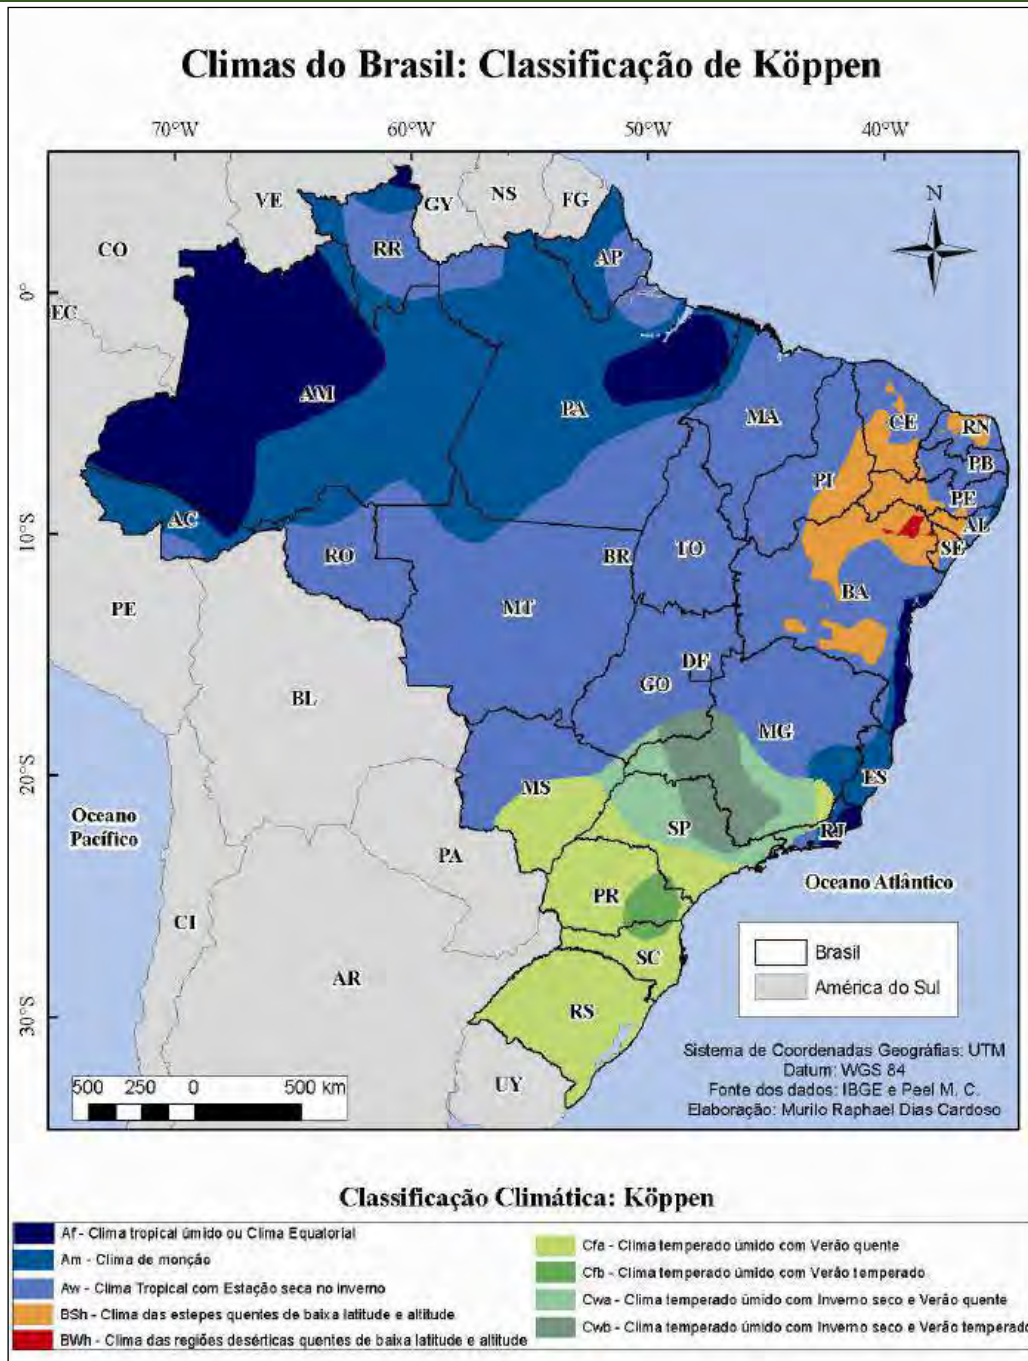 Climas do Brasil: Classificação de Köppen
70°W 60°W 50°W 40°W
N
VE
GY
NS
FG
CO
RR
AP
0°
EC
AM
PA
MA
CE
RN
PB
PI
PE
AC
AL
10°S
RO
BR
TO
SE
BA
PE
MT
DF
GO
BL
MG
20°S
MS
ES
Oceano
Pacífico
SP
RJ
PA
Oceano Atlântico
PR
CI
SC
Brasil
AR
América do Sul
RS
30°S
Sistema de Coordenadas Geográfias: UTM
Datum: WGS 84
Fonte dos dados: IBGE e Peel M. C.
Elaboração: Murilo Raphael Dias Cardoso
UY
500 250 0 500 km
Classificação Climática: Köppen
Af - Clima tropical úmido ou Clima Equatorial
Am - Clima de monção
Aw - Clima Tropical com Estação seca no inverno
BSh - Clima das estepes quentes de baixa latitude e altitude
BWh - Clima das regiões desérticas quentes de baixa latitude e altitude
Cfa - Clima temperado úmido com Verão quente
Cfb - Clima temperado úmido com Verão temperado
Cwa - Clima temperado úmido com Inverno seco e Verão quente
Cwb - Clima temperado úmido com Inverno seco e Verão temperado